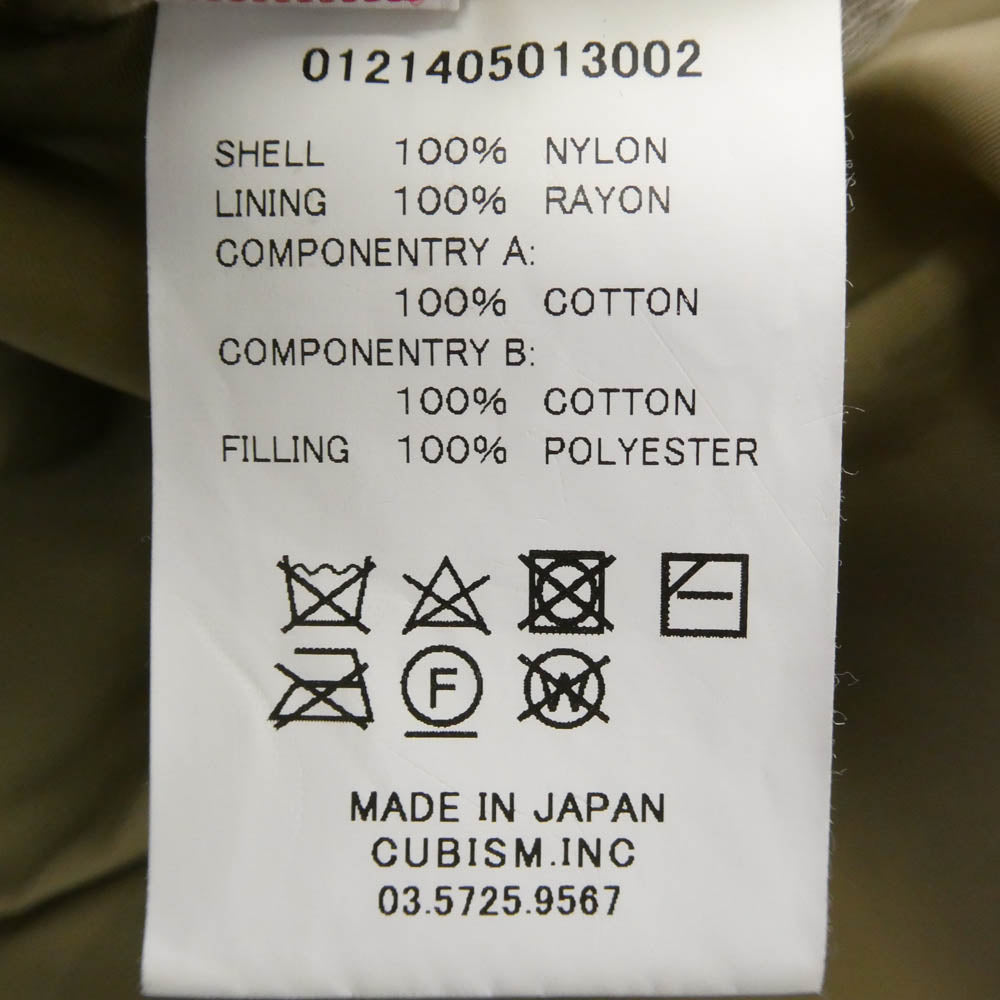 0121405013002
SHELL 100% NYLON
LINING 100% RAYON
COMPONENTRY A:
100% COTTON
COMPONENTRY B:
100% COTTON
FILLING 100% POLYESTER
F W
MADE IN JAPAN
CUBISM.INC
03.5725.9567